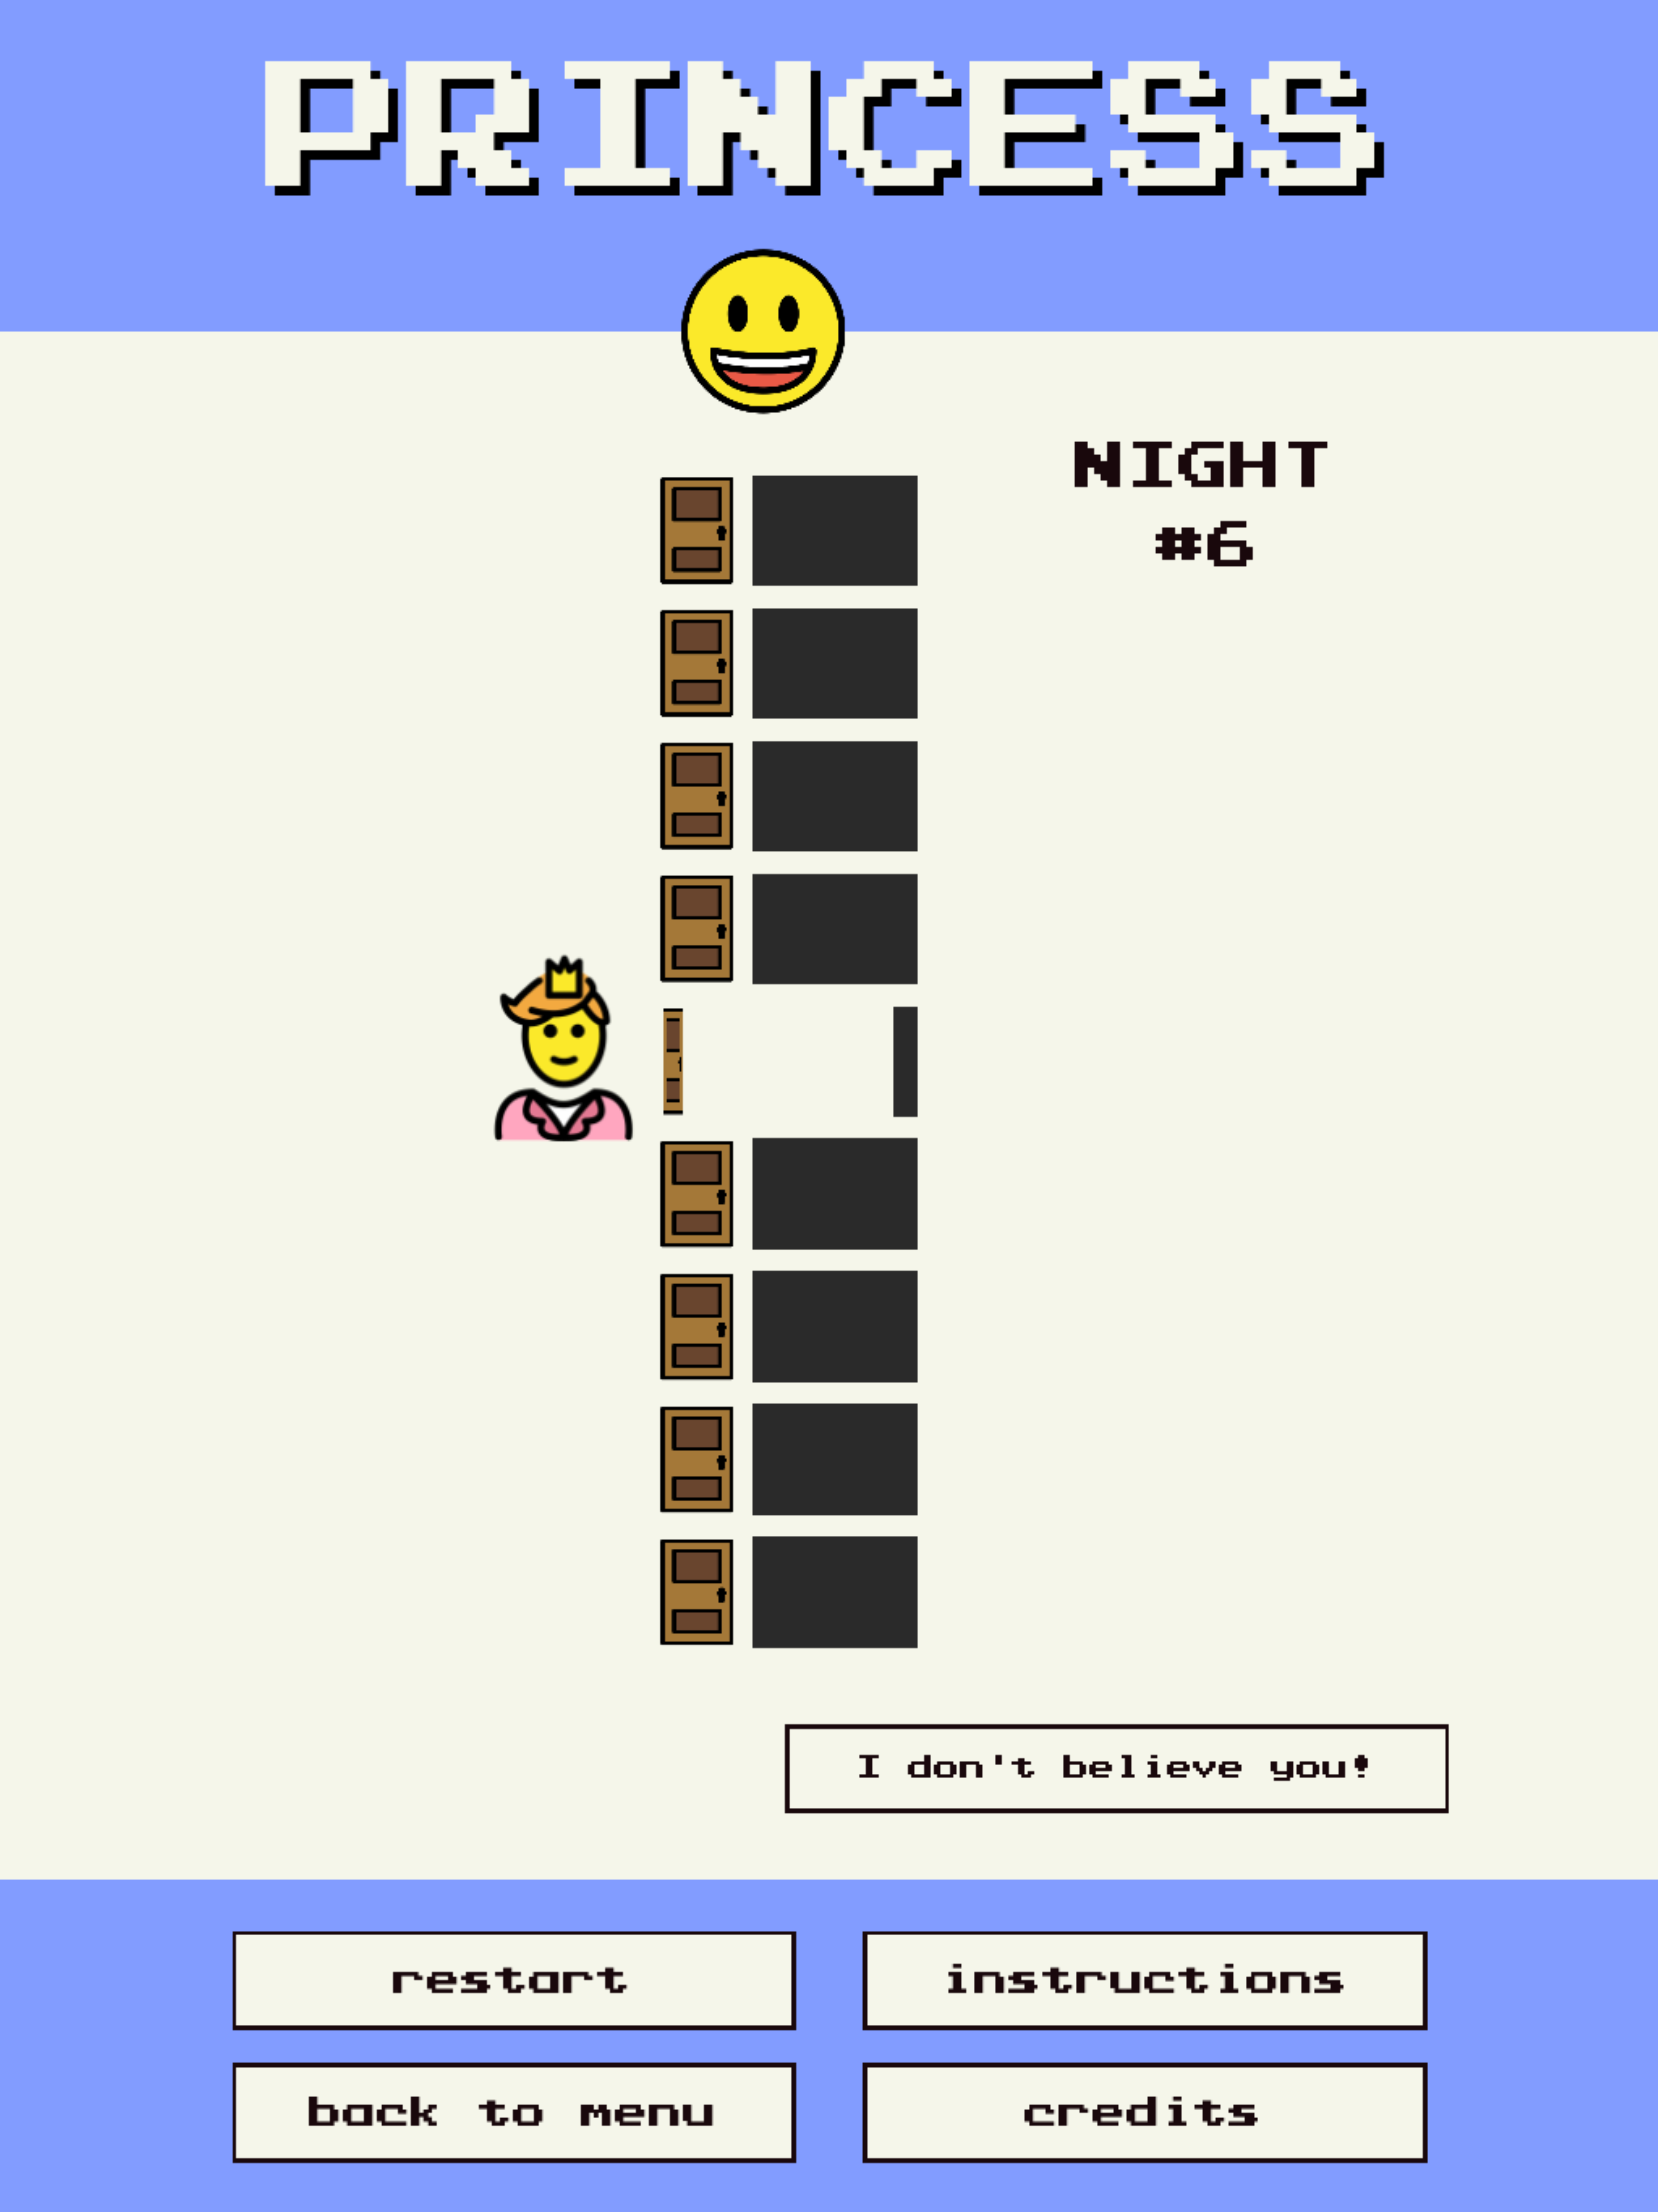 PRINCESS
NIGHT
#6
I don't believe you!
restart
instructions
back to menu
credits